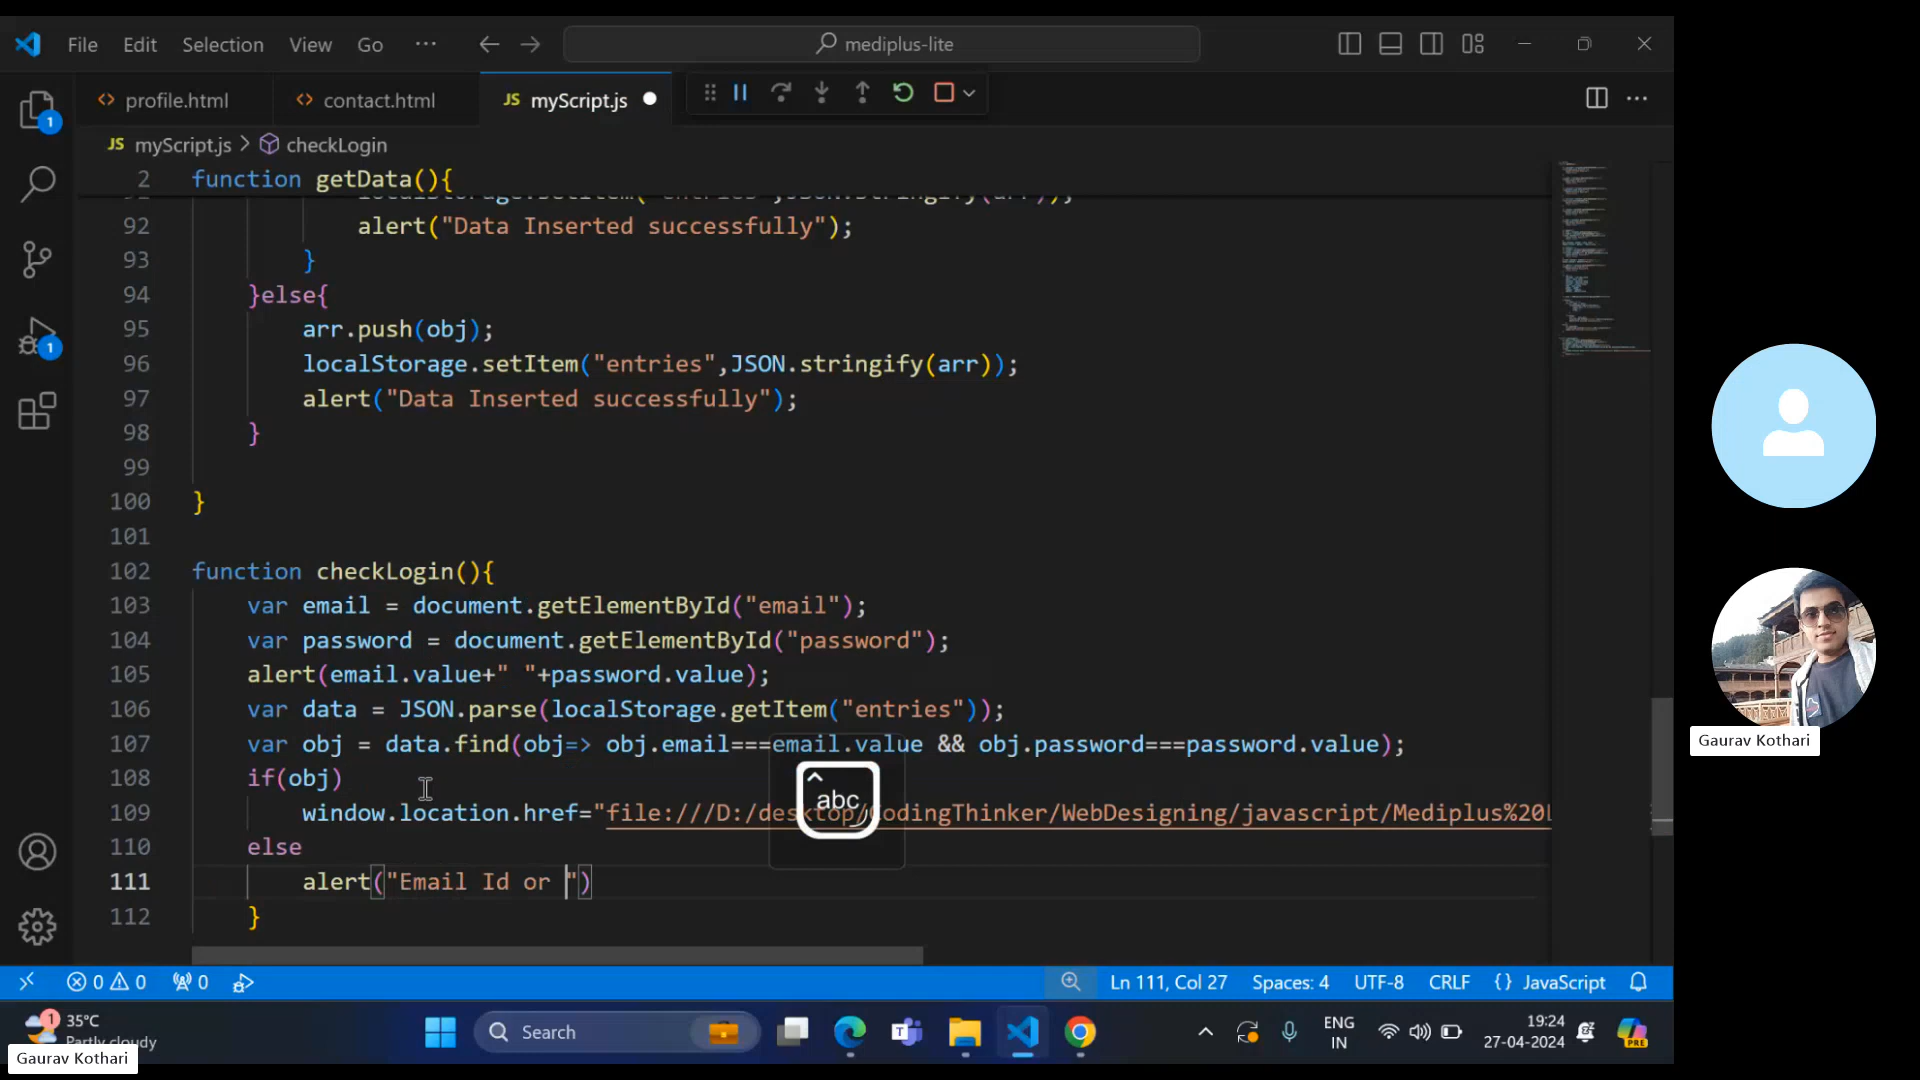 File Edit Selection View Go ··· mediplus-lite
profile.html contact.html JS myScript.js
JS myScript.js > checkLogin
2 function getData(){
92 alert("Data Inserted successfully");
93 }
94 }else{
95 arr.push(obj);
96 localStorage.setItem("entries",JSON.stringify(arr));
97 alert("Data Inserted successfully");
98 }
99
100 }
101
102 function checkLogin(){
103 var email = document.getElementById("email");
104 var password = document.getElementById("password");
105 alert(email.value+" "+password.value);
106 var data = JSON.parse(localStorage.getItem("entries"));
107 var obj = data.find(obj=> obj.email===email.value && obj.password===password.value);
108 if(obj)
109 window.location.href="file:///D:/desktop/CodingThinker/WebDesigning/javascript/Mediplus%20L
110 else
111 alert("Email Id or ")
112 }
abc
1
1
Gaurav Kothari
0 0 0 Ln 111, Col 27 Spaces: 4 UTF-8 CRLF {} JavaScript
1 35°C
Partly cloudy
Search
ENG
IN
19:24
27-04-2024
PRE
Gaurav Kothari